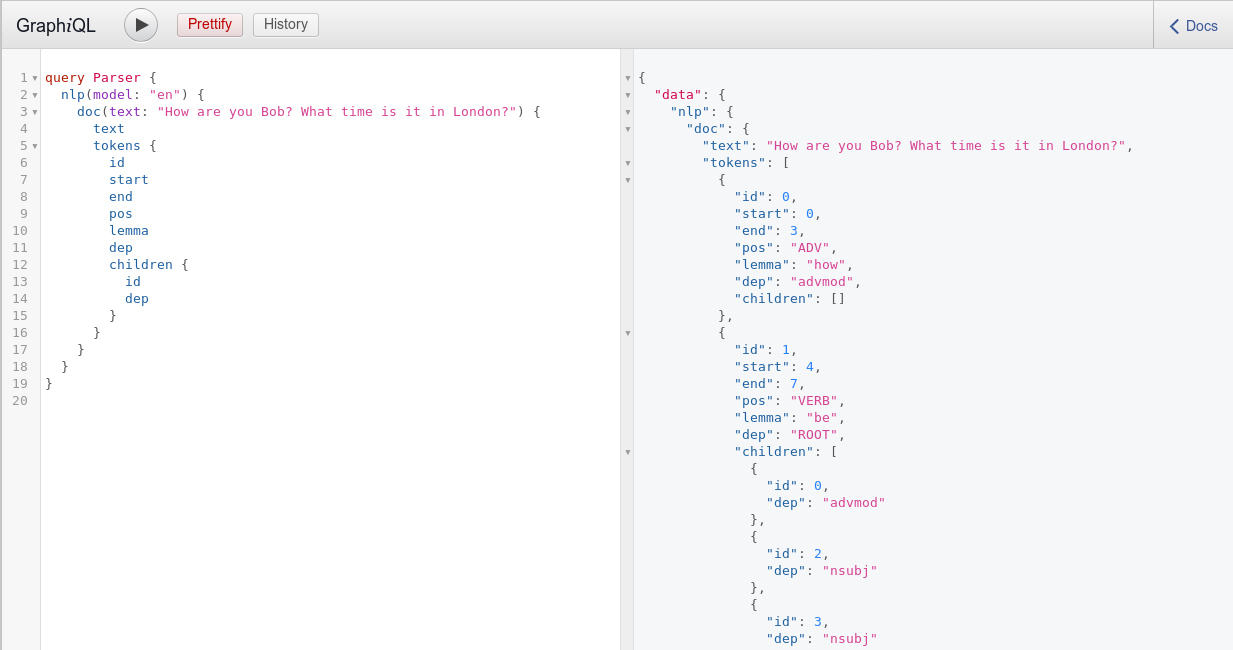 GraphiQL Prettify History Docs
1 query Parser {
2   nlp(model: "en") {
3     doc(text: "How are you Bob? What time is it in London?") {
4       text
5       tokens {
6         id
7         start
8         end
9         pos
10         lemma
11         dep
12         children {
13           id
14           dep
15         }
16       }
17     }
18   }
19 }
20
{
  "data": {
    "nlp": {
      "doc": {
        "text": "How are you Bob? What time is it in London?",
        "tokens": [
          {
            "id": 0,
            "start": 0,
            "end": 3,
            "pos": "ADV",
            "lemma": "how",
            "dep": "advmod",
            "children": []
          },
          {
            "id": 1,
            "start": 4,
            "end": 7,
            "pos": "VERB",
            "lemma": "be",
            "dep": "ROOT",
            "children": [
              {
                "id": 0,
                "dep": "advmod"
              },
              {
                "id": 2,
                "dep": "nsubj"
              },
              {
                "id": 3,
                "dep": "nsubj"